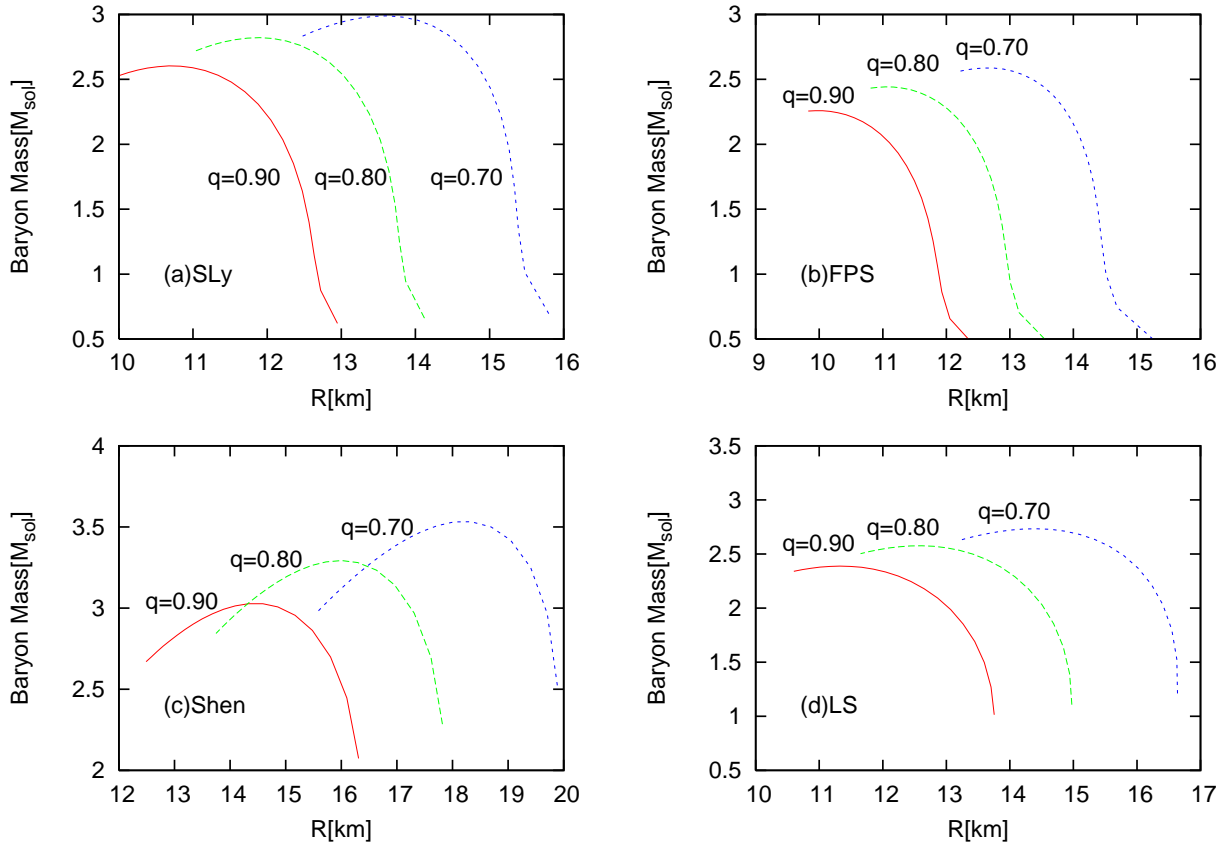 3
2.5
2
1.5
1
0.5
10 11 12 13 14 15 16
Baryon Mass[M_sol]
R[km]
q=0.90
q=0.80
q=0.70
(a)SLy
3
2.5
2
1.5
1
0.5
9 10 11 12 13 14 15 16
Baryon Mass[M_sol]
R[km]
q=0.70
q=0.80
q=0.90
(b)FPS
4
3.5
3
2.5
2
12 13 14 15 16 17 18 19 20
Baryon Mass[M_sol]
R[km]
q=0.70
q=0.80
q=0.90
(c)Shen
3.5
3
2.5
2
1.5
1
0.5
10 11 12 13 14 15 16 17
Baryon Mass[M_sol]
R[km]
q=0.70
q=0.80
q=0.90
(d)LS